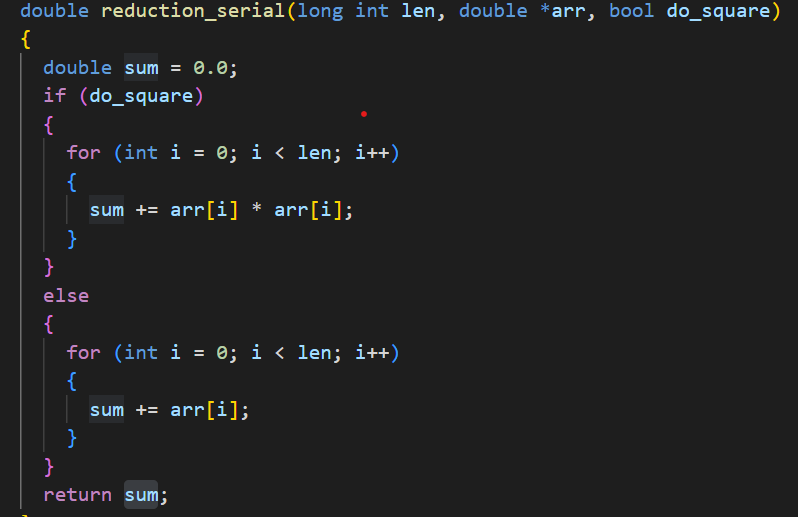 double reduction_serial(long int len, double *arr, bool do_square)
{
  double sum = 0.0;
  if (do_square)
  {
    for (int i = 0; i < len; i++)
    {
      sum += arr[i] * arr[i];
    }
  }
  else
  {
    for (int i = 0; i < len; i++)
    {
      sum += arr[i];
    }
  }
  return sum;
}